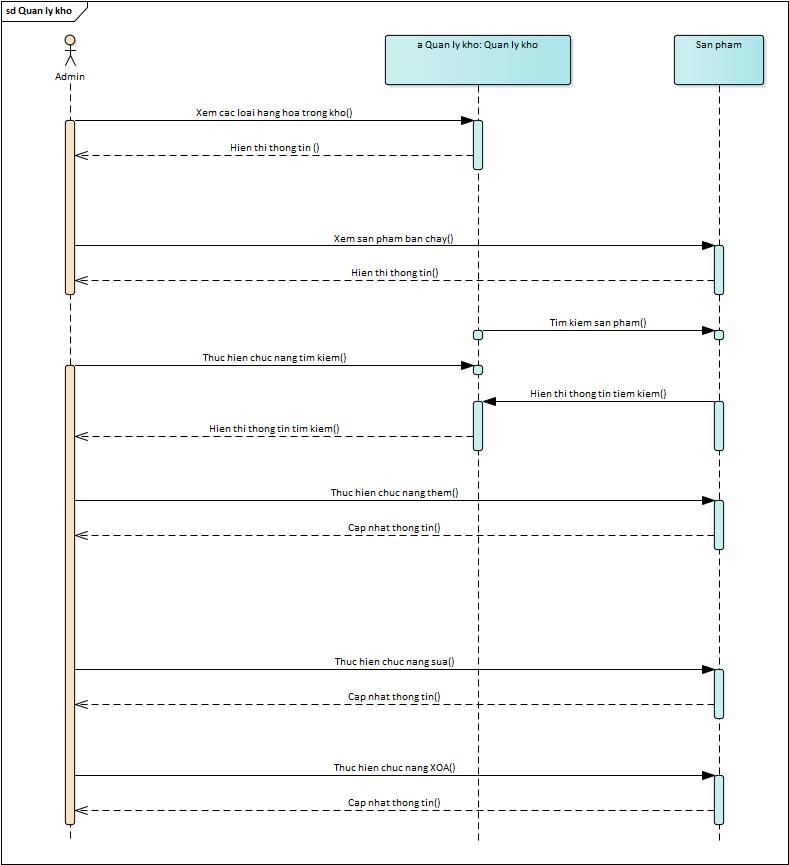 sd Quan ly kho
a Quan ly kho: Quan ly kho
San pham
Admin
Xem cac loai hang hoa trong kho()
Hien thi thong tin ()
Xem san pham ban chay()
Hien thi thong tin()
Tim kiem san pham()
Thuc hien chuc nang tim kiem()
Hien thi thong tin tiem kiem()
Hien thi thong tin tim kiem()
Thuc hien chuc nang them()
Cap nhat thong tin()
Thuc hien chuc nang sua()
Cap nhat thong tin()
Thuc hien chuc nang XOA()
Cap nhat thong tin()